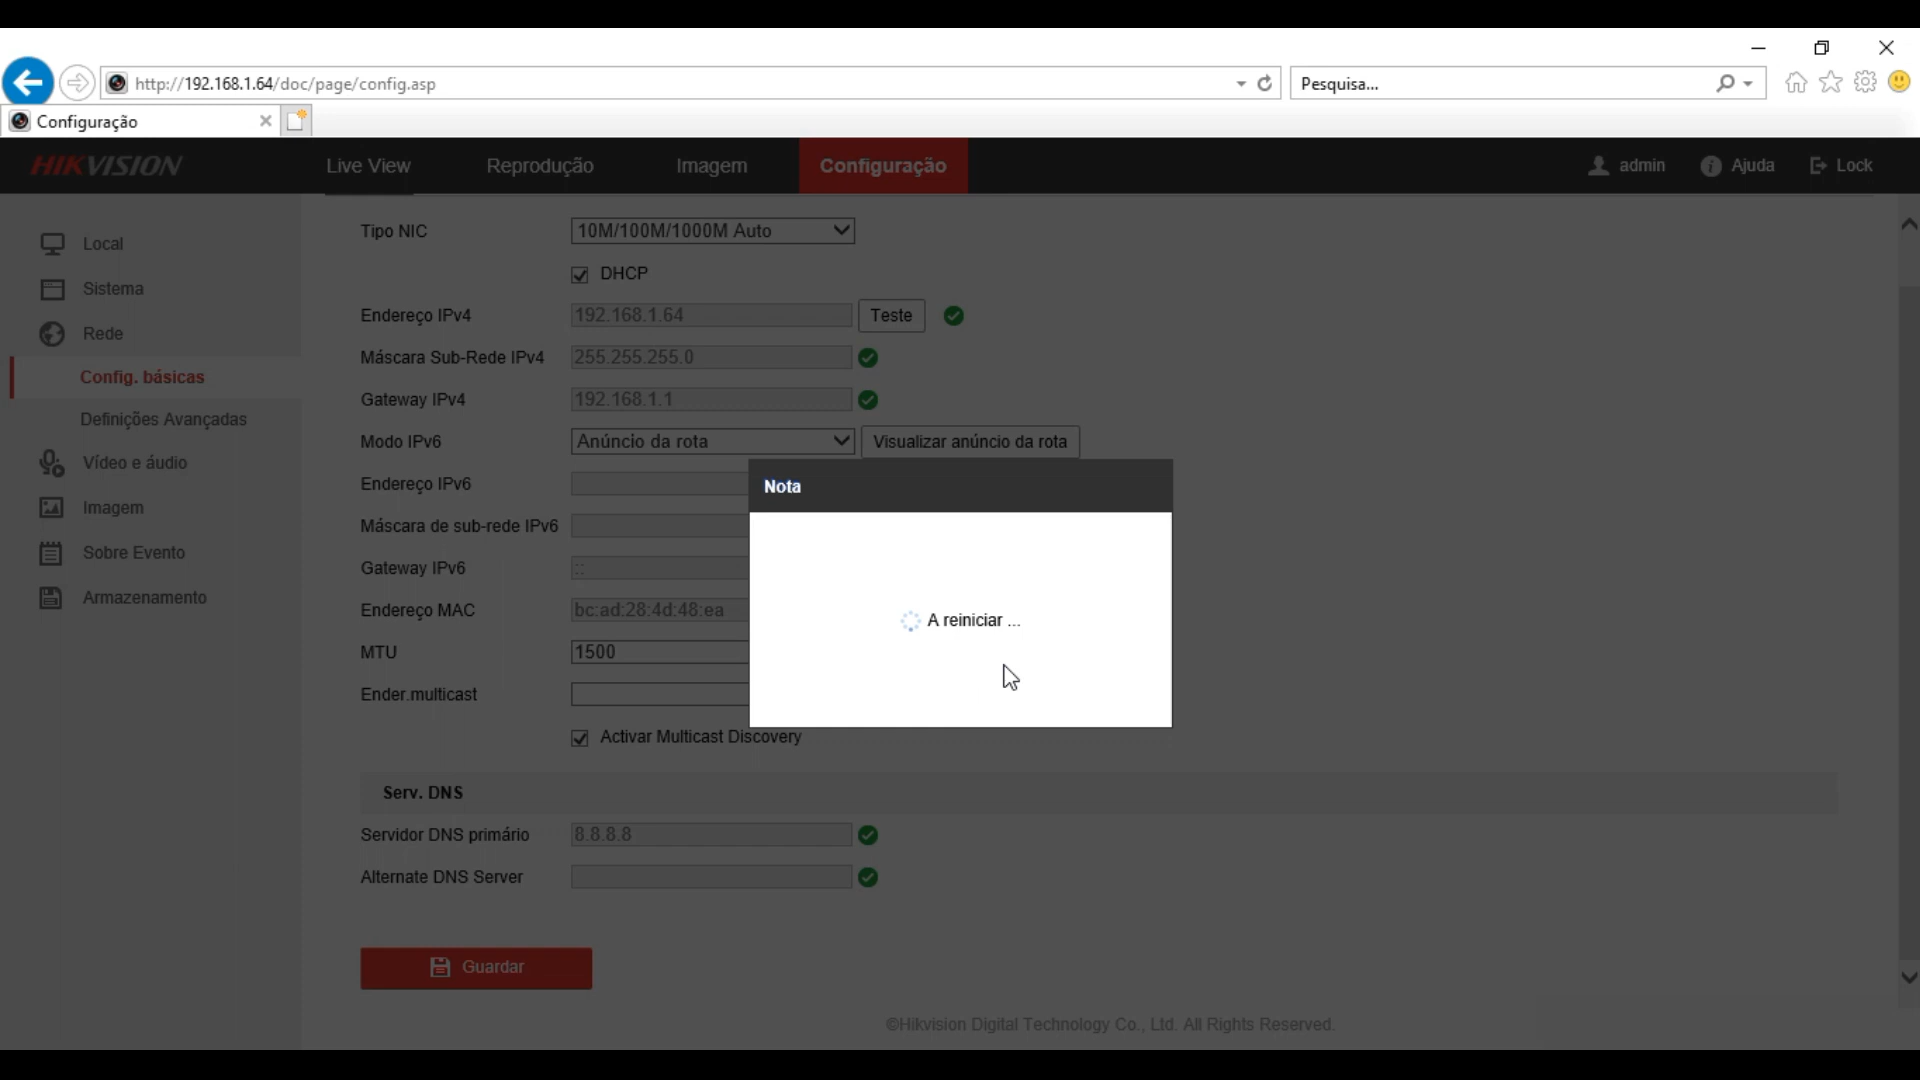 http://192.168.1.64/doc/page/config.asp
Pesquisa...
Configuração
HIKVISION
Live View
Reprodução
Imagem
Configuração
admin
Ajuda
Lock
Local
Sistema
Rede
Config. básicas
Definições Avançadas
Vídeo e áudio
Imagem
Sobre Evento
Armazenamento
Tipo NIC 10M/100M/1000M Auto
DHCP
Endereço IPv4 192.168.1.64 Teste
Máscara Sub-Rede IPv4 255.255.255.0
Gateway IPv4 192.168.1.1
Modo IPv6 Anúncio da rota Visualizar anúncio da rota
Endereço IPv6
Máscara de sub-rede IPv6
Gateway IPv6 ::
Endereço MAC bc:ad:28:4d:48:ea
MTU 1500
Ender.multicast
Activar Multicast Discovery
Nota
A reiniciar ...
Serv. DNS
Servidor DNS primário 8.8.8.8
Alternate DNS Server
Guardar
©Hikvision Digital Technology Co., Ltd. All Rights Reserved.